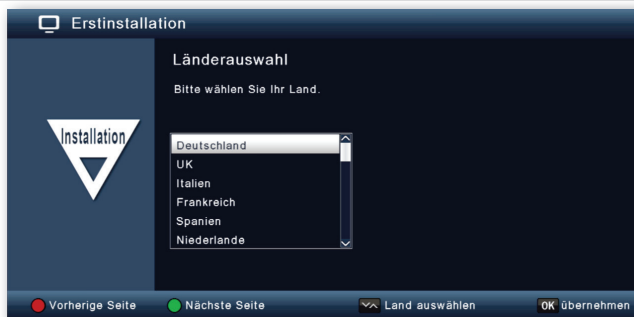 Erstinstallation
Länderauswahl
Bitte wählen Sie Ihr Land.
Installation
Deutschland
UK
Italien
Frankreich
Spanien
Niederlande
Vorherige Seite
Nächste Seite
Land auswählen
OK übernehmen